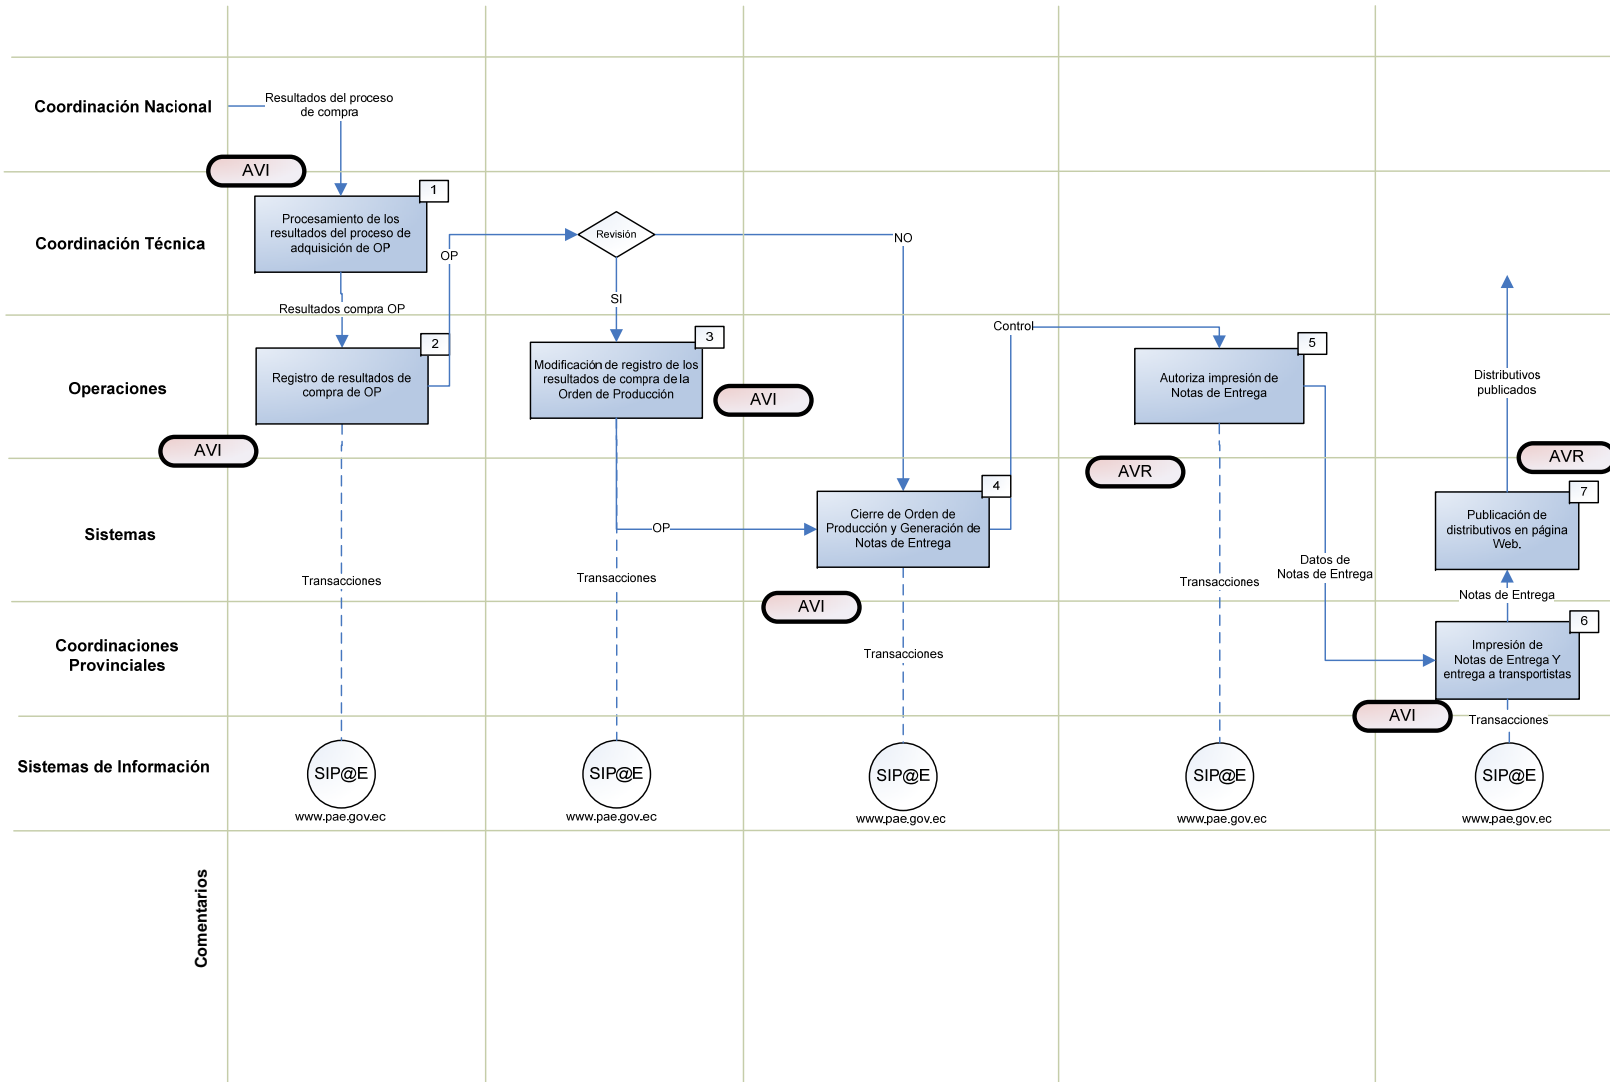 Coordinación Nacional
Resultados del proceso
de compra
AVI
1
Coordinación Técnica
Procesamiento de los
resultados del proceso de
adquisición de OP
Revisión
NO
OP
SI
Resultados compra OP
Operaciones
2
Registro de resultados de
compra de OP
3
Modificación de registro de los
resultados de compra de la
Orden de Producción
AVI
Control
5
Autoriza impresión de
Notas de Entrega
Distributivos
publicados
AVI
AVR
AVR
Sistemas
OP
4
Cierre de Orden de
Producción y Generación de
Notas de Entrega
7
Publicación de
distributivos en página
Web.
Transacciones
Transacciones
AVI
Transacciones
Datos de
Notas de Entrega
Notas de Entrega
Coordinaciones
Provinciales
Transacciones
6
Impresión de
Notas de Entrega Y
entrega a transportistas
AVI
Transacciones
Sistemas de Información
SIP@E
www.pae.gov.ec
SIP@E
www.pae.gov.ec
SIP@E
www.pae.gov.ec
SIP@E
www.pae.gov.ec
SIP@E
www.pae.gov.ec
Comentarios